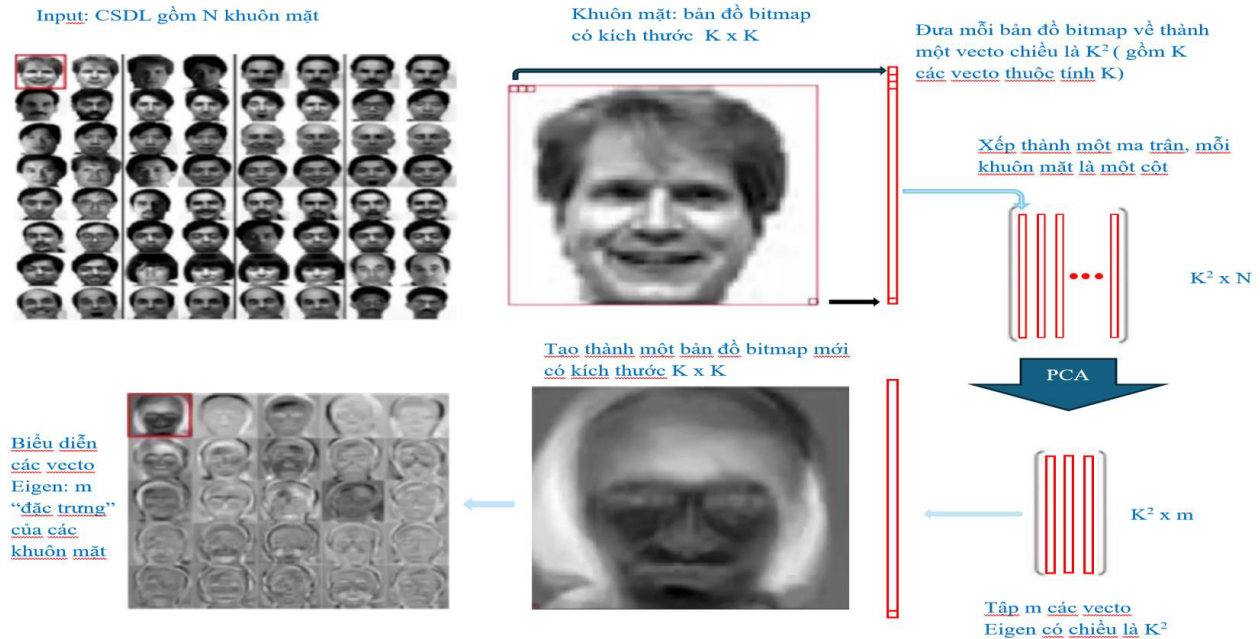 Input: CSDL gồm N khuôn mặt
Khuôn mặt: bản đồ bitmap
có kích thước K x K
Đưa mỗi bản đồ bitmap về thành
một vecto chiều là K² ( gồm K
các vecto thuộc tính K)
Xếp thành một ma trận, mỗi
khuôn mặt là một cột
K² x N
PCA
K² x m
Tập m các vecto
Eigen có chiều là K²
Tạo thành một bản đồ bitmap mới
có kích thước K x K
Biểu diễn
các vecto
Eigen: m
“đặc trưng”
của các
khuôn mặt